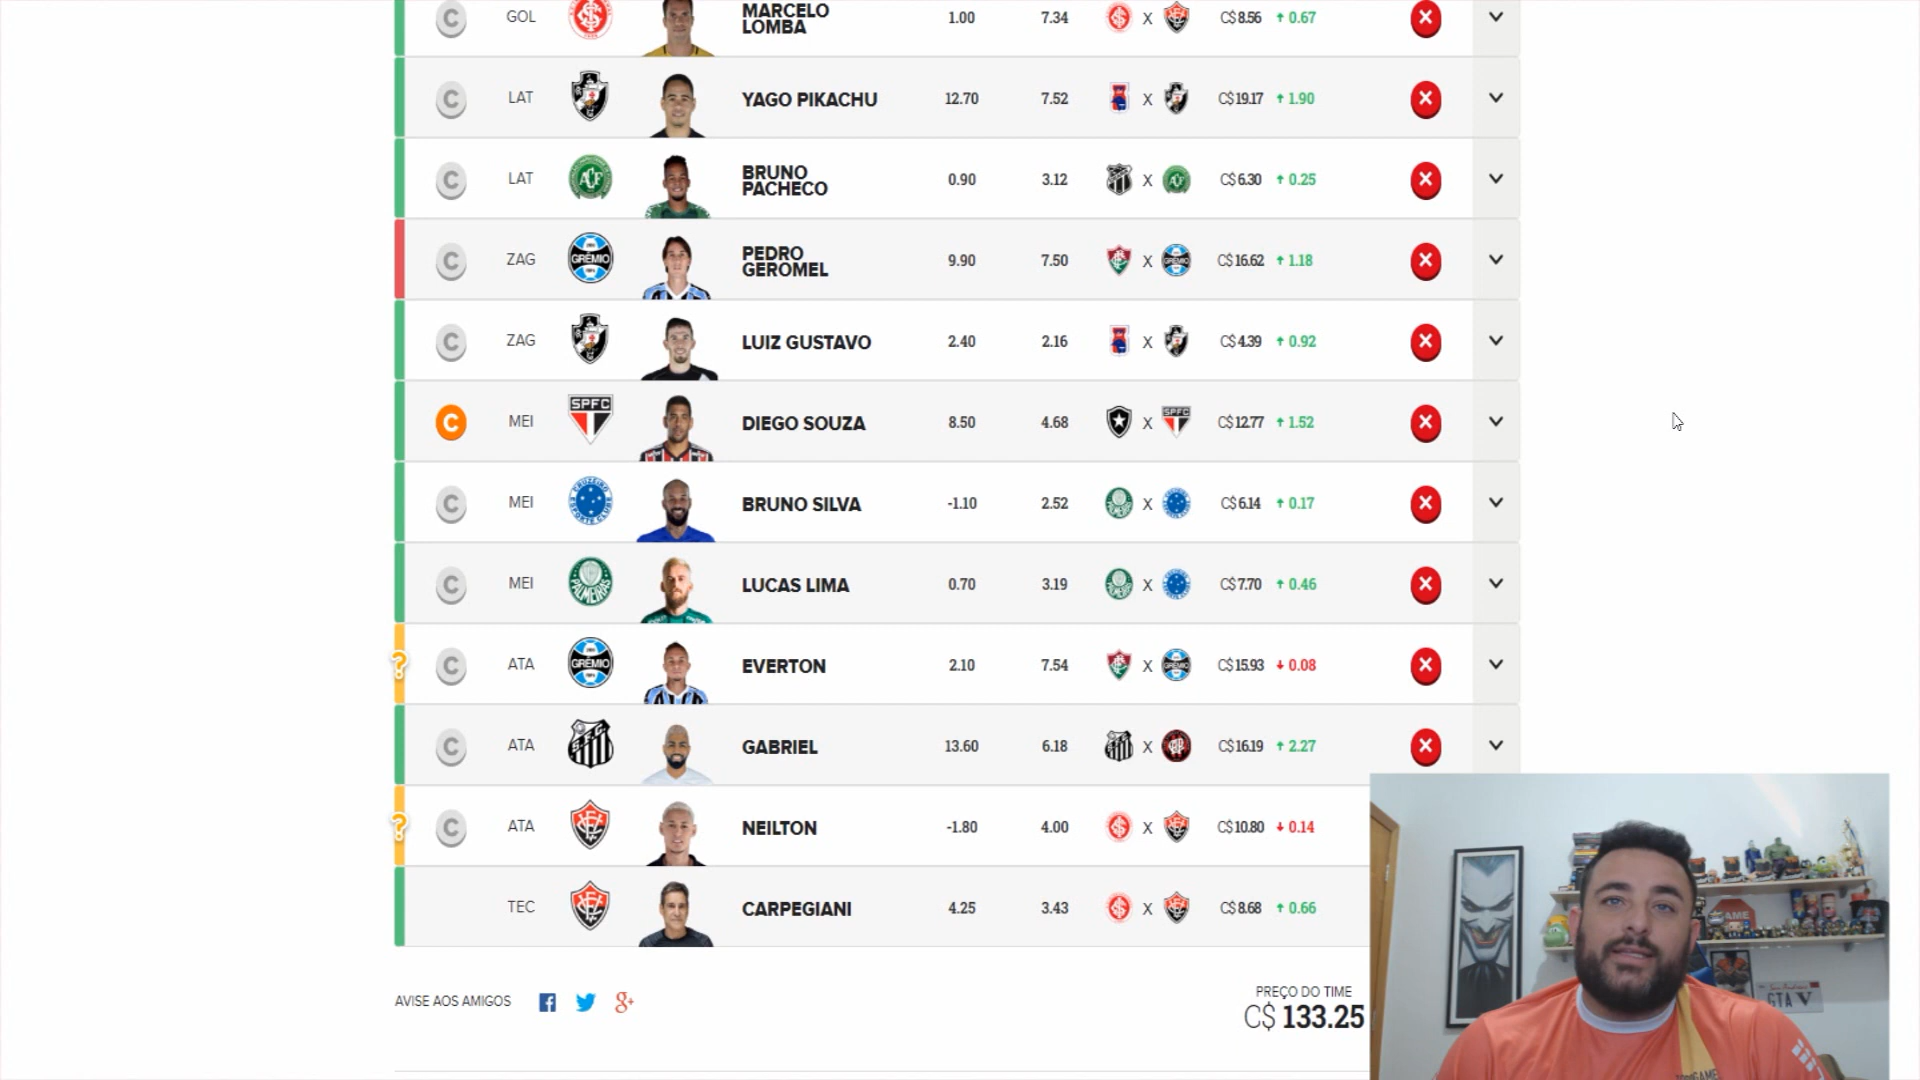 C GOL MARCELO LOMBA 1.00 7.34 X C$ 8.56 0.67
C LAT YAGO PIKACHU 12.70 7.52 X C$ 19.17 1.90
C LAT BRUNO PACHECO 0.90 3.12 X C$ 6.30 0.25
C ZAG GRÊMIO PEDRO GEROMEL 9.90 7.50 X C$ 16.62 1.18
C ZAG LUIZ GUSTAVO 2.40 2.16 X C$ 4.39 0.92
C MEI SPFC DIEGO SOUZA 8.50 4.68 X C$ 12.77 1.52
C MEI CRUZEIRO ESPORTE CLUBE BRUNO SILVA -1.10 2.52 X C$ 6.14 0.17
C MEI PALMEIRAS LUCAS LIMA 0.70 3.19 X C$ 7.70 0.46
? C ATA GRÊMIO EVERTON 2.10 7.54 X C$ 15.93 0.08
C ATA GABRIEL 13.60 6.18 X C$ 16.19 2.27
? C ATA NEILTON -1.80 4.00 X C$ 10.80 0.14
TEC CARPEGIANI 4.25 3.43 X C$ 8.68 0.66
AVISE AOS AMIGOS
PREÇO DO TIME
C$ 133.25
GTA V